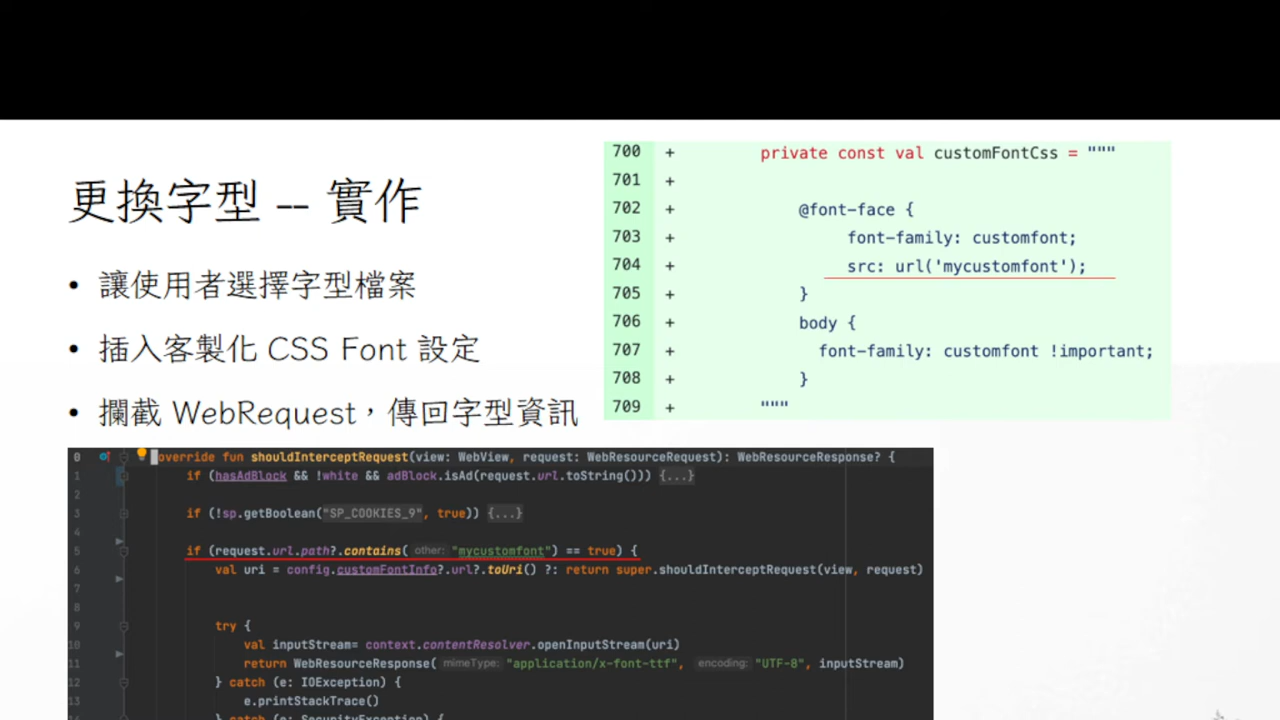 更換字型 -- 實作
• 讓使用者選擇字型檔案
• 插入客製化 CSS Font 設定
• 攔截 WebRequest，傳回字型資訊
700 + private const val customFontCss = """
701 +
702 + @font-face {
703 + font-family: customfont;
704 + src: url('mycustomfont');
705 + }
706 + body {
707 + font-family: customfont !important;
708 + }
709 + """
0 override fun shouldInterceptRequest(view: WebView, request: WebResourceRequest): WebResourceResponse? {
1 if (hasAdBlock && !white && adBlock.isAd(request.url.toString())) {...}
2
3 if (!sp.getBoolean("SP_COOKIES_9", true)) {...}
4
5 if (request.url.path?.contains( other: "mycustomfont") == true) {
6 val uri = config.customFontInfo?.url?.toUri() ?: return super.shouldInterceptRequest(view, request)
7
8
9 try {
10 val inputStream= context.contentResolver.openInputStream(uri)
11 return WebResourceResponse( mimeType: "application/x-font-ttf", encoding: "UTF-8", inputStream)
12 } catch (e: IOException) {
13 e.printStackTrace()
14 } catch (e: SecurityException) {